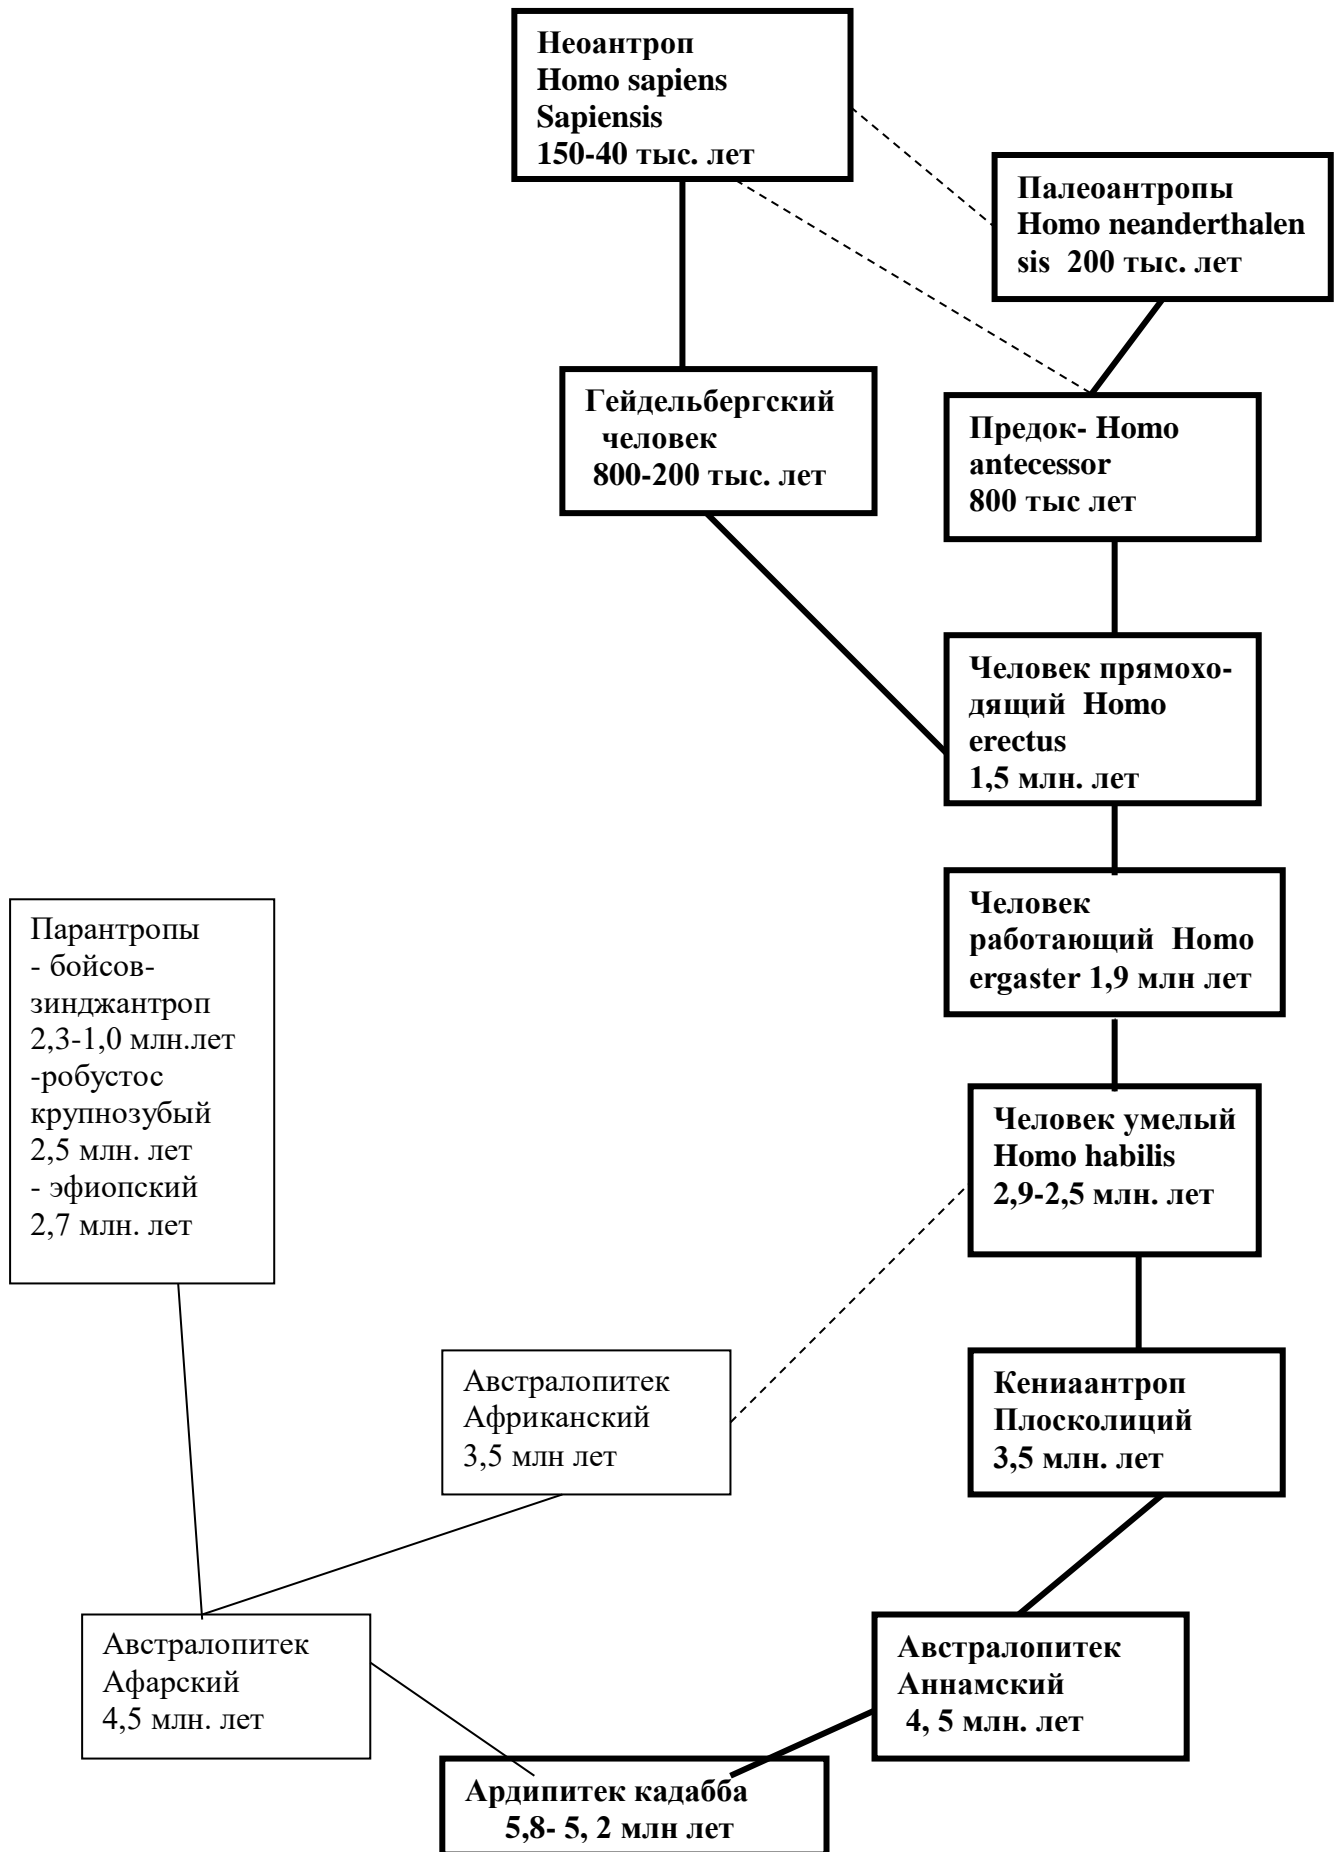 Неоантроп
Homo sapiens
Sapiensis
150-40 тыс. лет
Палеоантропы
Homo neanderthalen
sis 200 тыс. лет
Гейдельбергский
человек
800-200 тыс. лет
Предок- Homo
antecessor
800 тыс лет
Человек прямохо-
дящий Homo
erectus
1,5 млн. лет
Человек
работающий Homo
ergaster 1,9 млн лет
Парантропы
- бойсов-
зинджантроп
2,3-1,0 млн.лет
-робустос
крупнозубый
2,5 млн. лет
- эфиопский
2,7 млн. лет
Человек умелый
Homo habilis
2,9-2,5 млн. лет
Австралопитек
Африканский
3,5 млн лет
Кениаантроп
Плосколиций
3,5 млн. лет
Австралопитек
Афарский
4,5 млн. лет
Австралопитек
Аннамский
4, 5 млн. лет
Ардипитек кадабба
5,8- 5, 2 млн лет